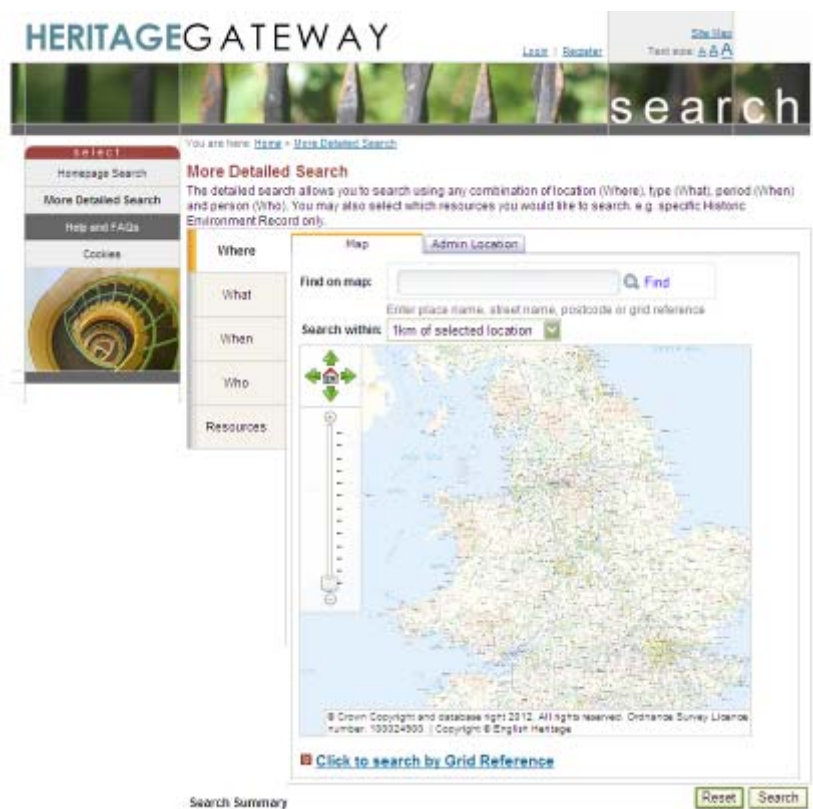 HERITAGEGATEWAY
Site Map
Login | Register
Text size: A A A
search
select
You are here: Home > More Detailed Search
Homepage Search
More Detailed Search
Help and FAQs
Cookies
More Detailed Search
The detailed search allows you to search using any combination of location (Where), type (What), period (When)
and person (Who). You may also select which resources you would like to search, e.g. specific Historic
Environment Record only.
Where
What
When
Who
Resources
Map
Admin Location
Find on map:
Find
Enter place name, street name, postcode or grid reference
Search within: 1km of selected location
© Crown Copyright and database right 2012. All rights reserved. Ordnance Survey Licence
number 100024900. | Copyright © English Heritage
Click to search by Grid Reference
Search Summary
Reset
Search